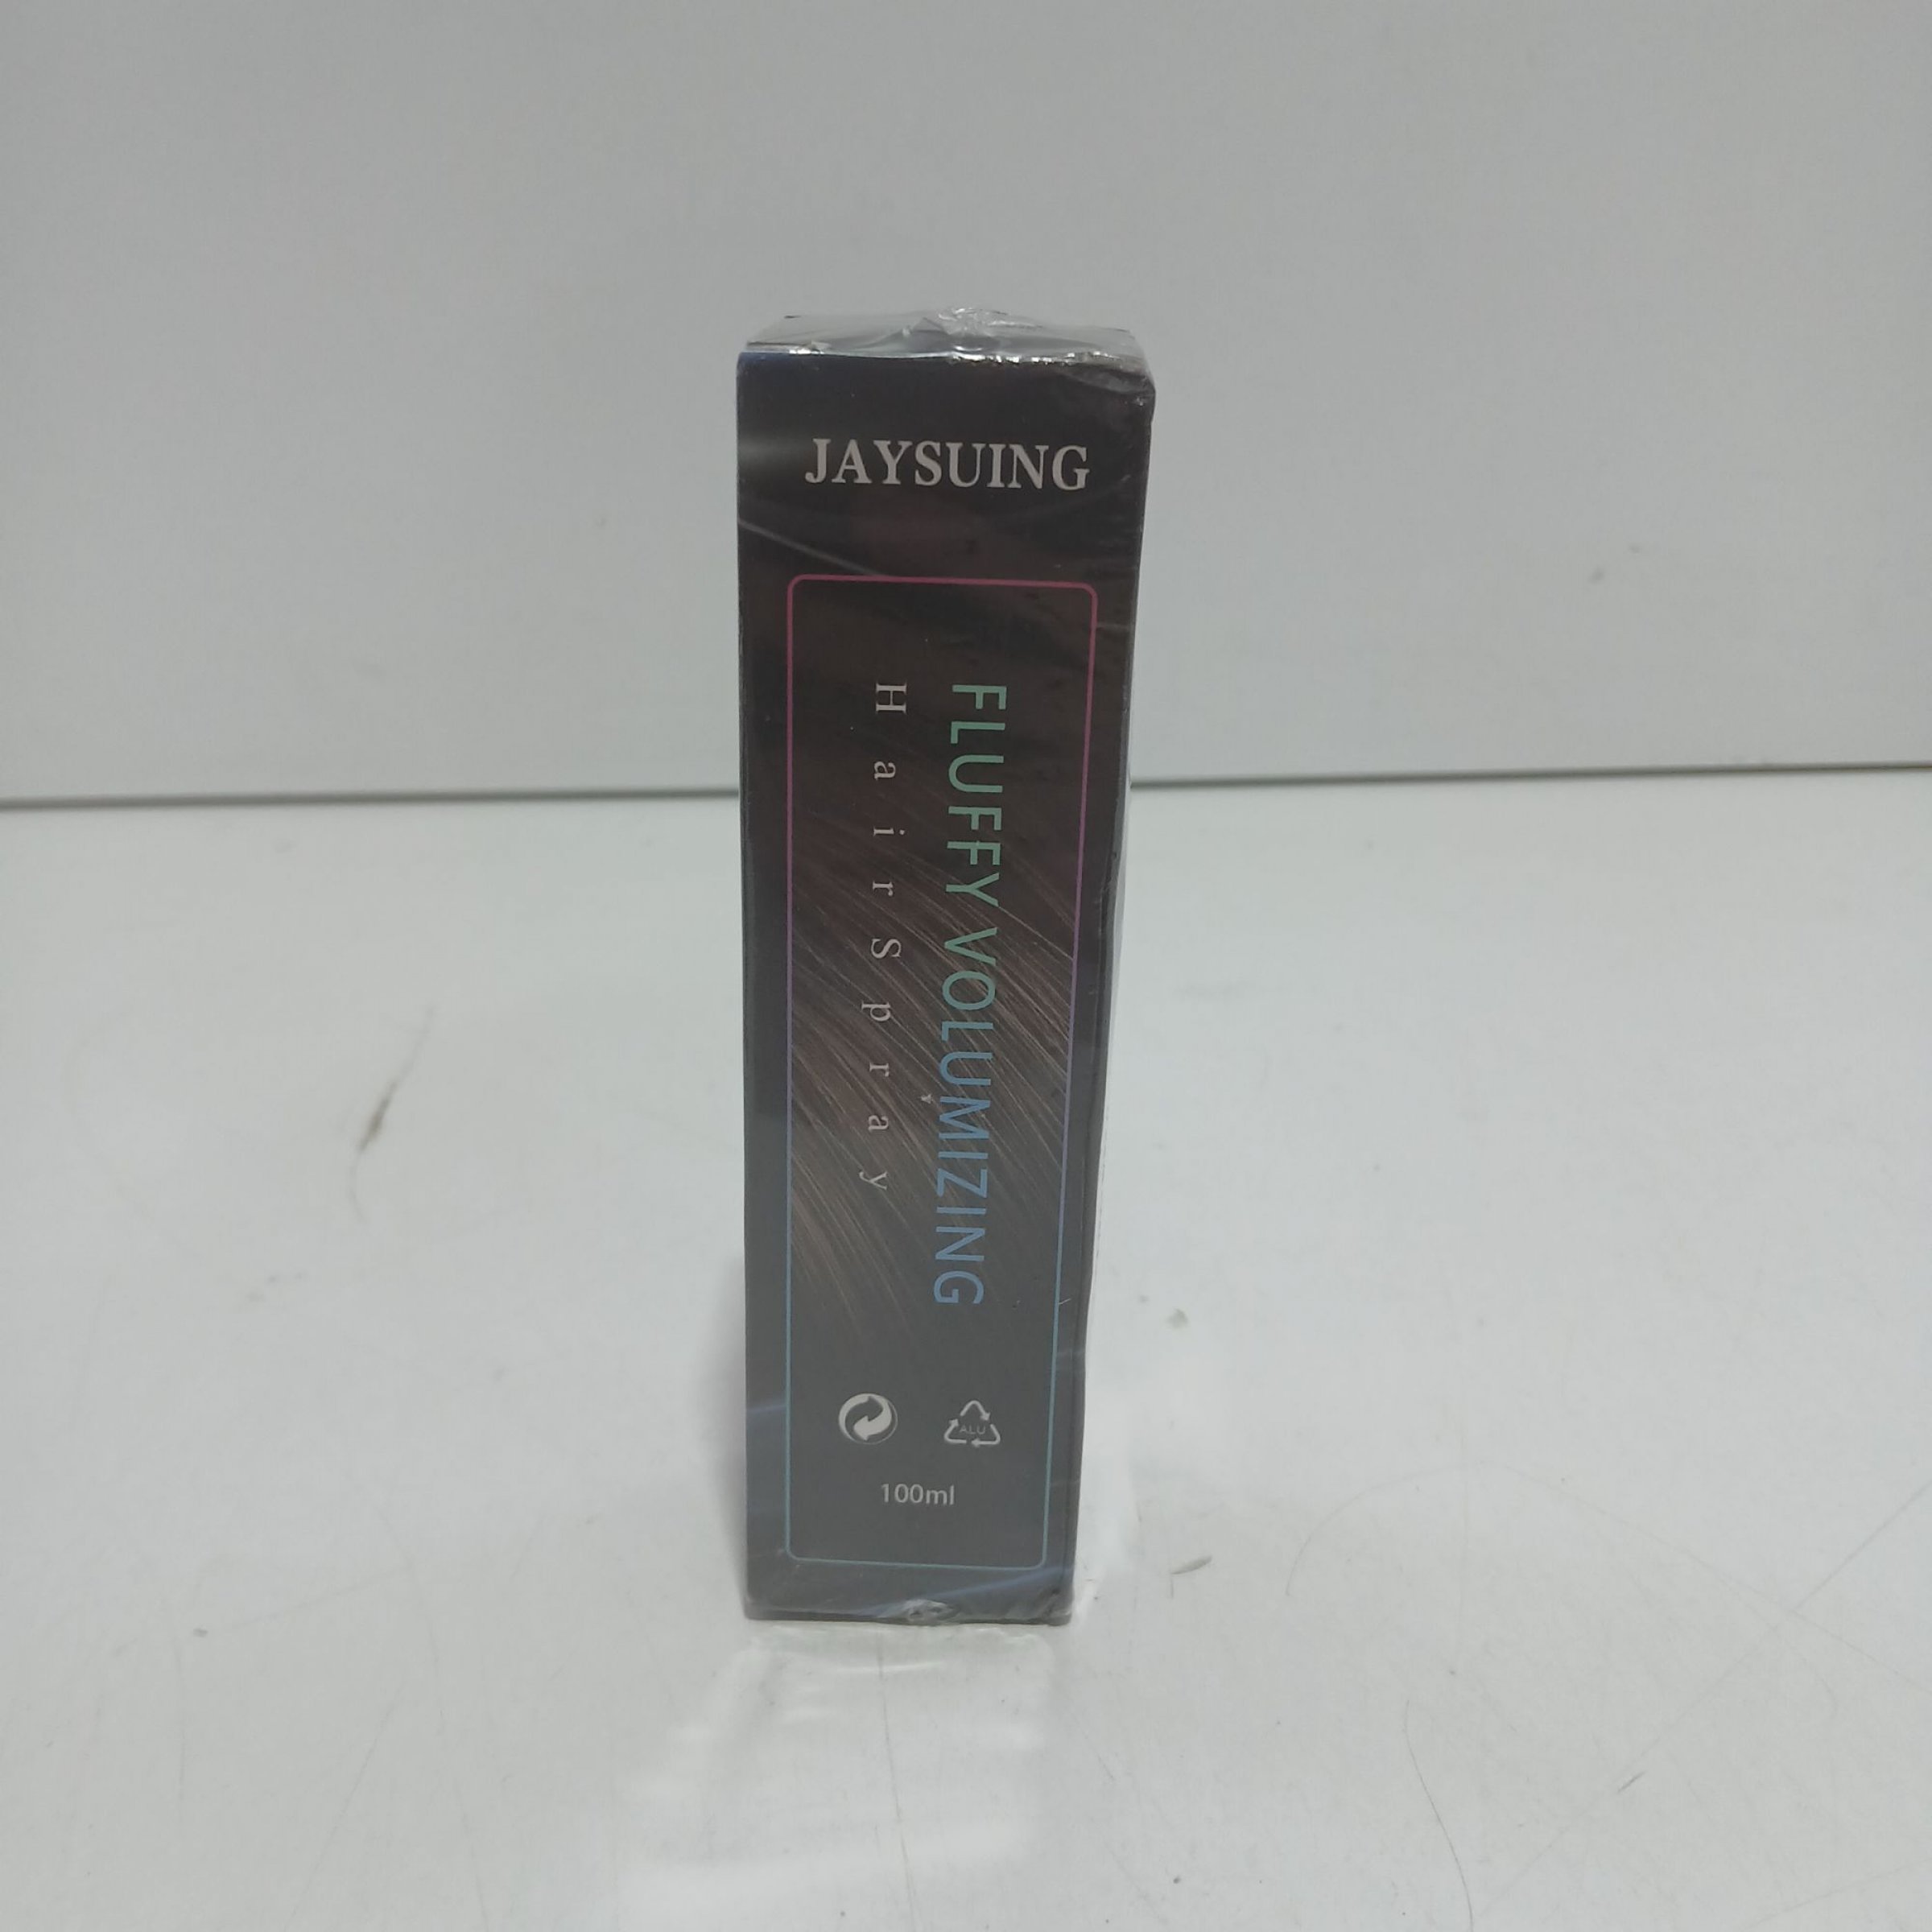 JAYSUING
FLUFFY VOLUMIZING
Hair Spray
ALU
100ml